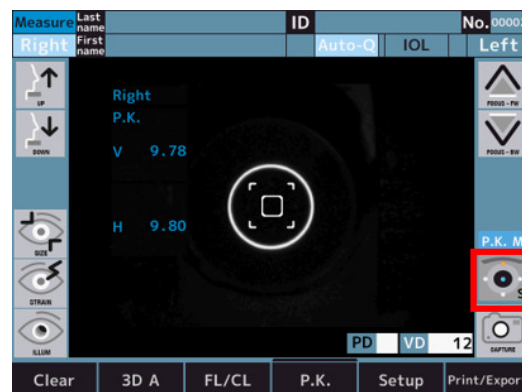 Measure Last name ID No. 0000
Right First name Auto-Q IOL Left
UP FOCUS - FW
DOWN FOCUS - BW
Right
P.K.
V 9.78
H 9.80
P.K. M
SIZE S
STRAIN
ILLUM PD VD 12 CAPTURE
Clear 3D A FL/CL P.K. Setup Print/Expor